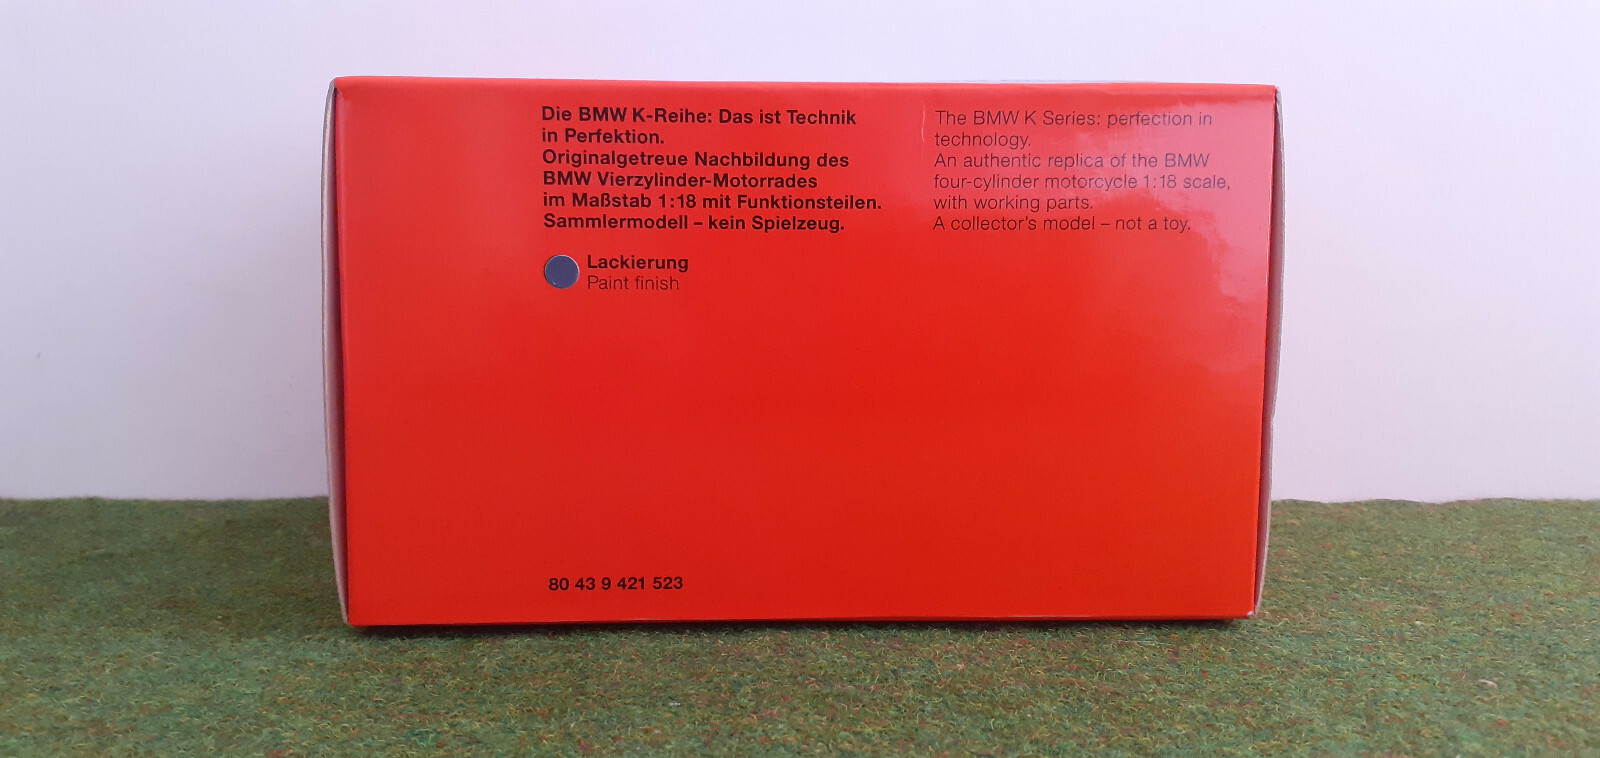 Die BMW K-Reihe: Das ist Technik
in Perfektion.
Originalgetreue Nachbildung des
BMW Vierzylinder-Motorrades
im Maßstab 1:18 mit Funktionsteilen.
Sammlermodell – kein Spielzeug.
The BMW K Series: perfection in
technology.
An authentic replica of the BMW
four-cylinder motorcycle 1:18 scale,
with working parts.
A collector's model – not a toy.
Lackierung
Paint finish
80 43 9 421 523